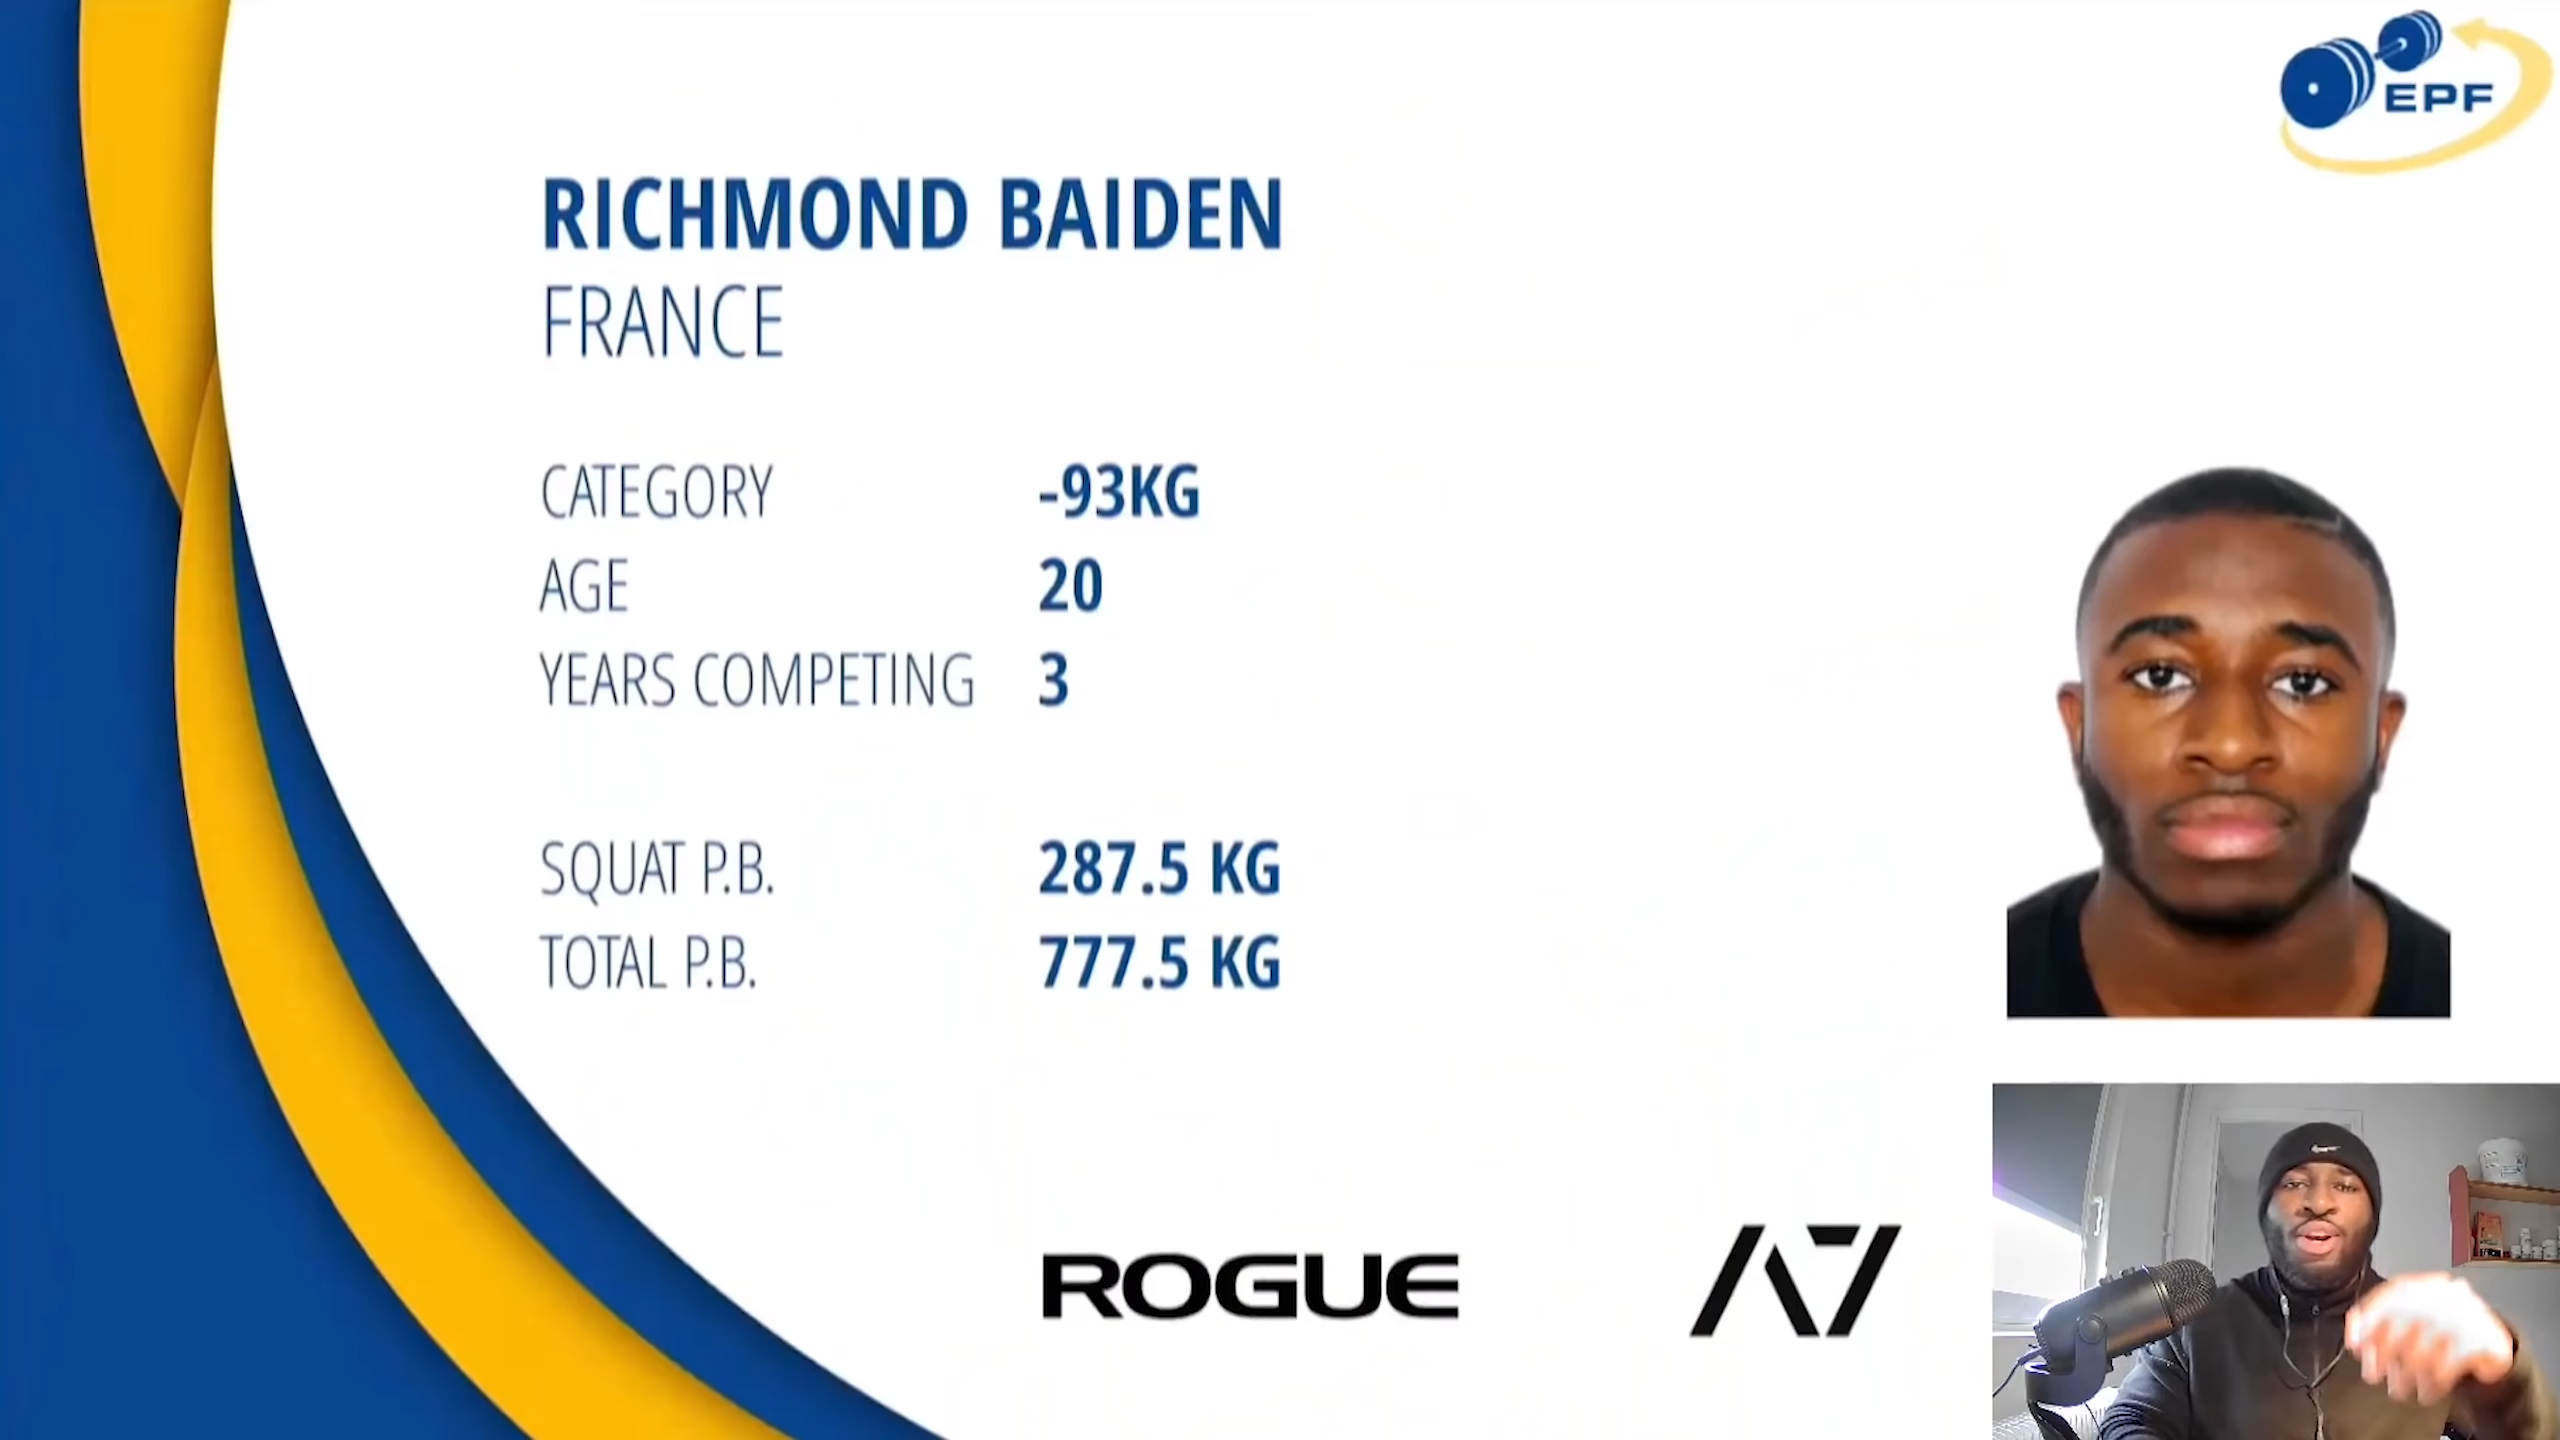 EPF
RICHMOND BAIDEN
FRANCE
CATEGORY -93KG
AGE 20
YEARS COMPETING 3
SQUAT P.B. 287.5 KG
TOTAL P.B. 777.5 KG
ROGUE
A7